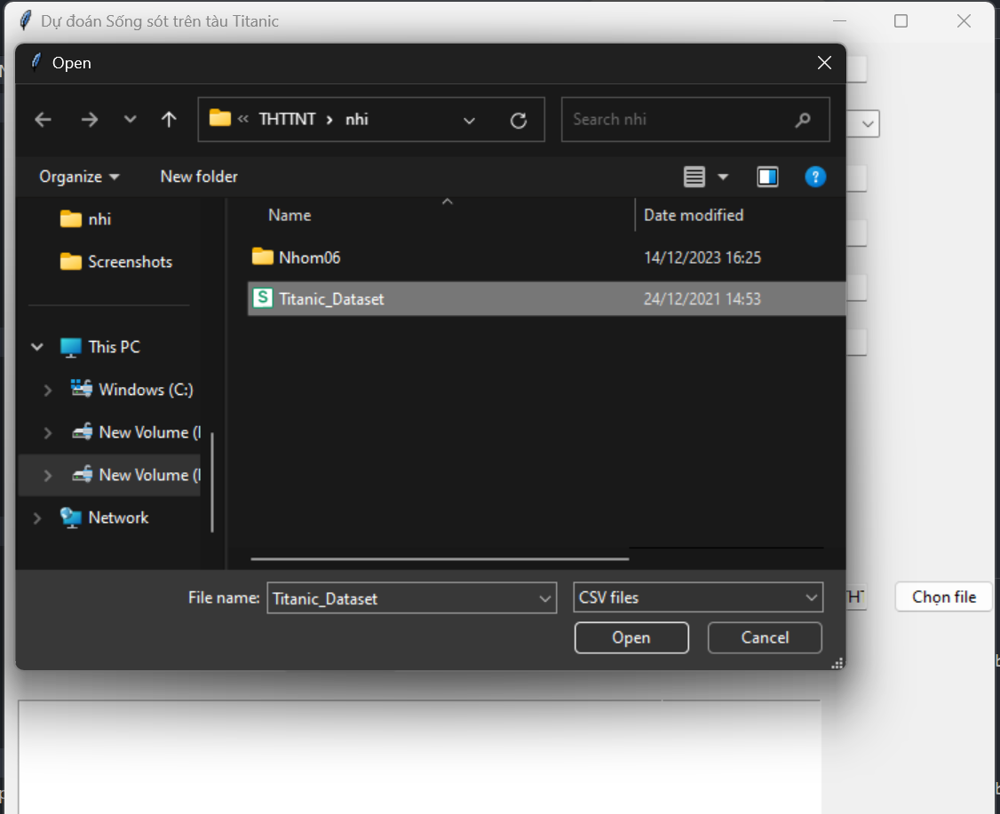 Dự đoán Sống sót trên tàu Titanic
Open
« THTTNT › nhi
Search nhi
Organize
New folder
?
nhi
Screenshots
This PC
Windows (C:)
New Volume (
New Volume (
Network
Name
Date modified
Nhom06
14/12/2023 16:25
S
Titanic_Dataset
24/12/2021 14:53
File name:
Titanic_Dataset
CSV files
Open
Cancel
Chọn file